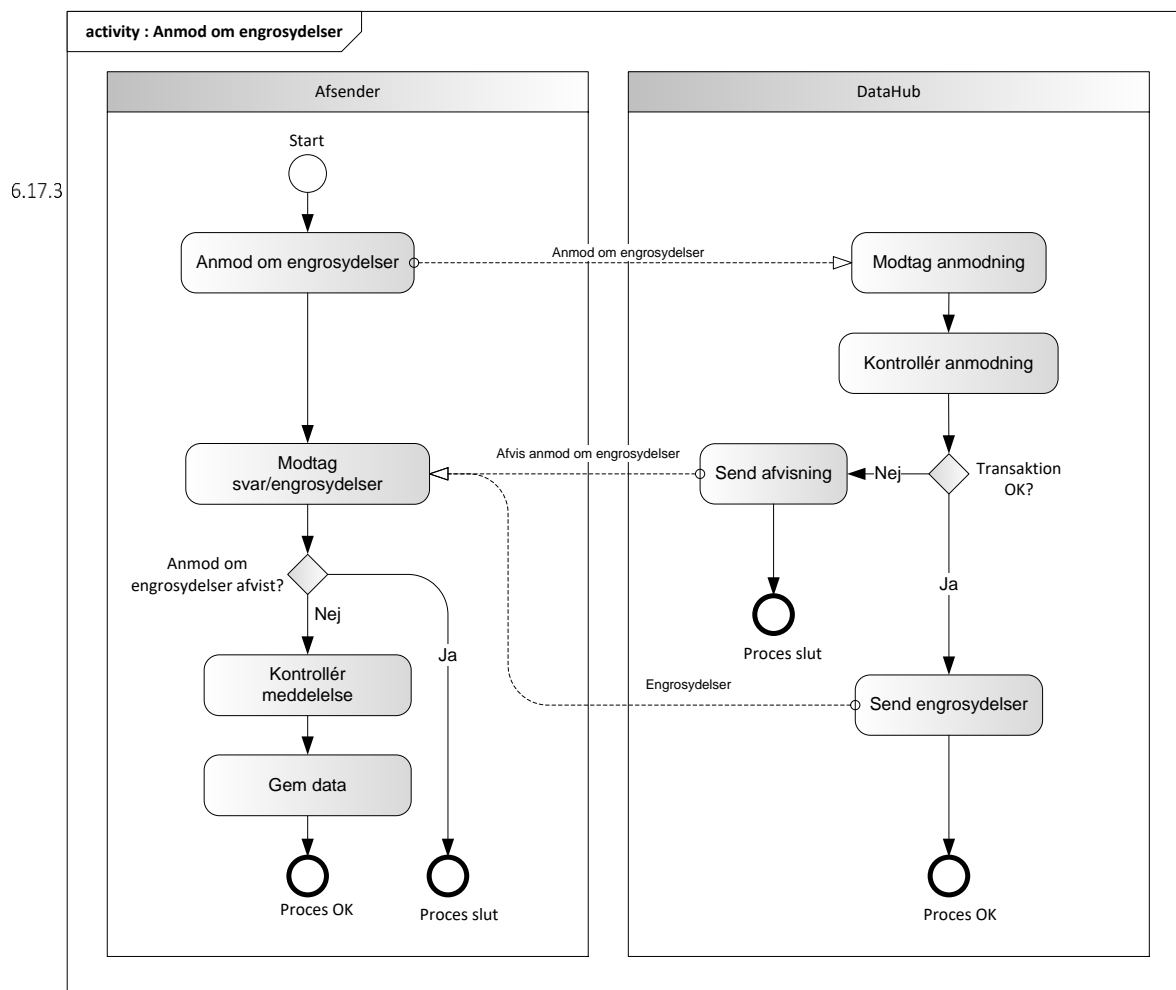 activity : Anmod om engrosydelser
Afsender
DataHub
Start
6.17.3
Anmod om engrosydelser
Anmod om engrosydelser
Modtag anmodning
Kontrollér anmodning
Modtag
svar/engrosydelser
Afvis anmod om engrosydelser
Send afvisning
Nej
Transaktion
OK?
Anmod om
engrosydelser afvist?
Nej
Ja
Ja
Proces slut
Kontrollér
meddelelse
Engrosydelser
Send engrosydelser
Gem data
Proces OK
Proces slut
Proces OK